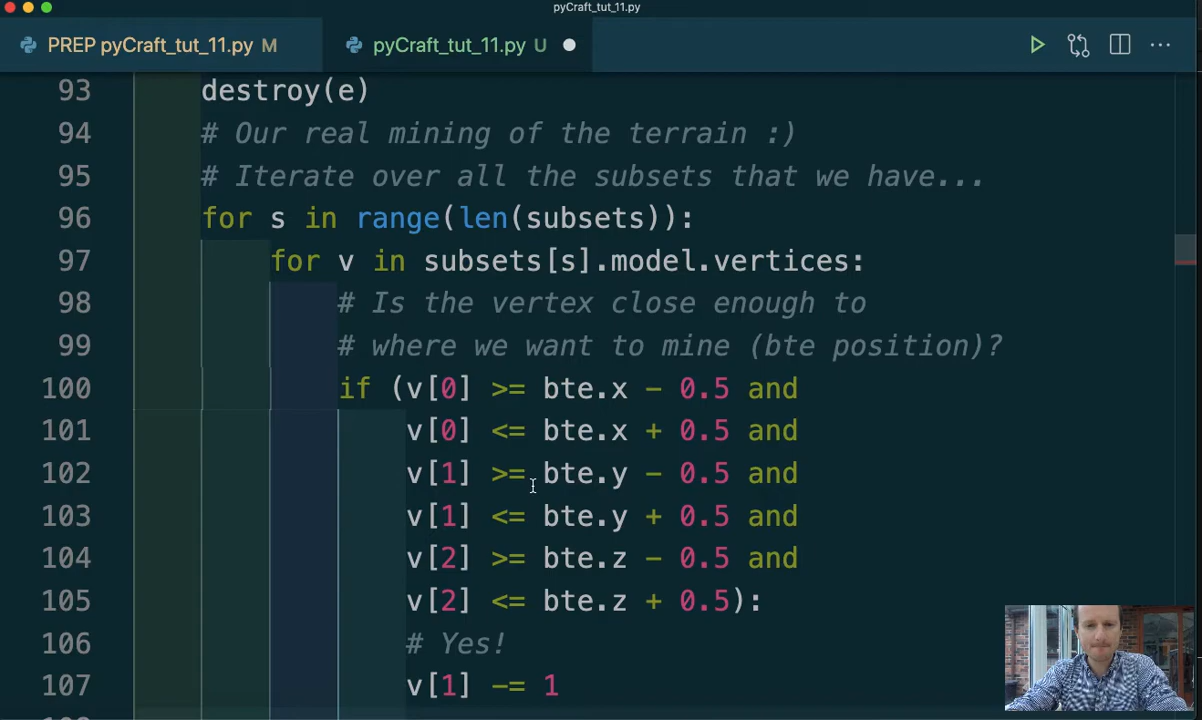 pyCraft_tut_11.py
PREP pyCraft_tut_11.py M
pyCraft_tut_11.py U
93 destroy(e)
94 # Our real mining of the terrain :)
95 # Iterate over all the subsets that we have...
96 for s in range(len(subsets)):
97 for v in subsets[s].model.vertices:
98 # Is the vertex close enough to
99 # where we want to mine (bte position)?
100 if (v[0] >= bte.x - 0.5 and
101 v[0] <= bte.x + 0.5 and
102 v[1] >= bte.y - 0.5 and
103 v[1] <= bte.y + 0.5 and
104 v[2] >= bte.z - 0.5 and
105 v[2] <= bte.z + 0.5):
106 # Yes!
107 v[1] -= 1